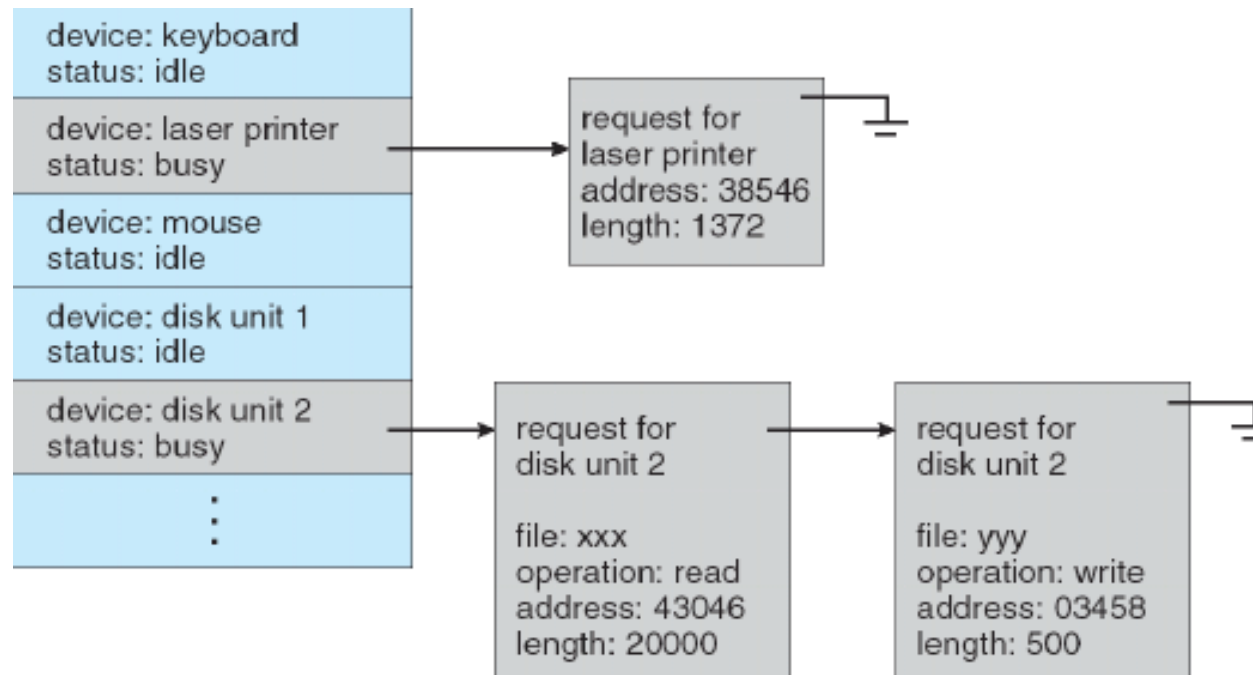 device: keyboard
status: idle
device: laser printer
status: busy
device: mouse
status: idle
device: disk unit 1
status: idle
device: disk unit 2
status: busy
request for
laser printer
address: 38546
length: 1372
request for
disk unit 2
file: xxx
operation: read
address: 43046
length: 20000
request for
disk unit 2
file: yyy
operation: write
address: 03458
length: 500